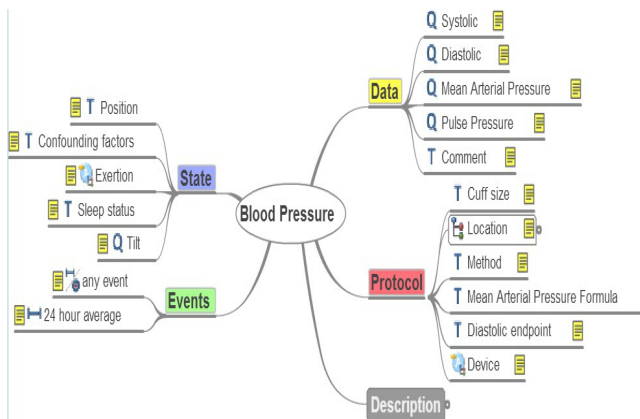 Q Systolic
Q Diastolic
Data
Q Mean Arterial Pressure
Q Pulse Pressure
T Comment
T Position
T Confounding factors
State
Exertion
T Sleep status
Q Tilt
Blood Pressure
T Cuff size
Location
T Method
Protocol
T Mean Arterial Pressure Formula
T Diastolic endpoint
Device
any event
Events
24 hour average
Description